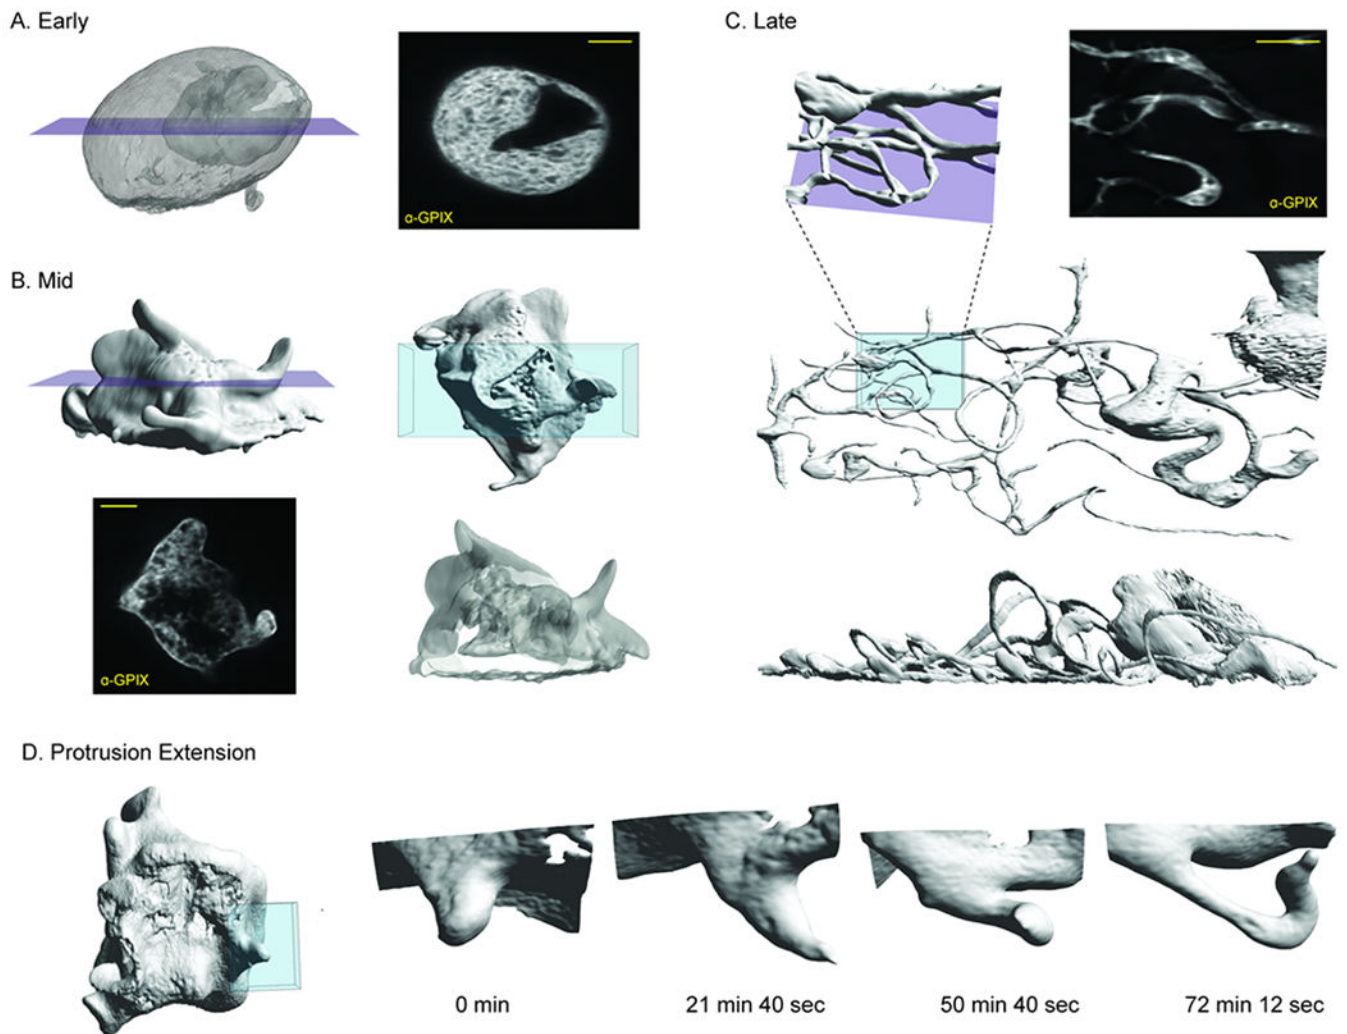 A. Early
α-GPIX
B. Mid
α-GPIX
C. Late
α-GPIX
D. Protrusion Extension
0 min
21 min 40 sec
50 min 40 sec
72 min 12 sec